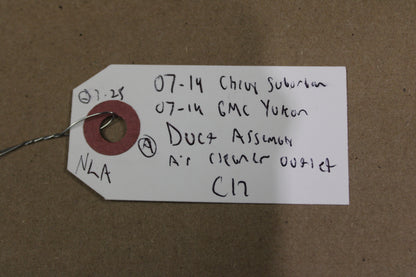 07-14 Chevy Suburban
07-14 GMC Yukon
Duct Assembly
Air cleaner outlet
C17
A
NLA